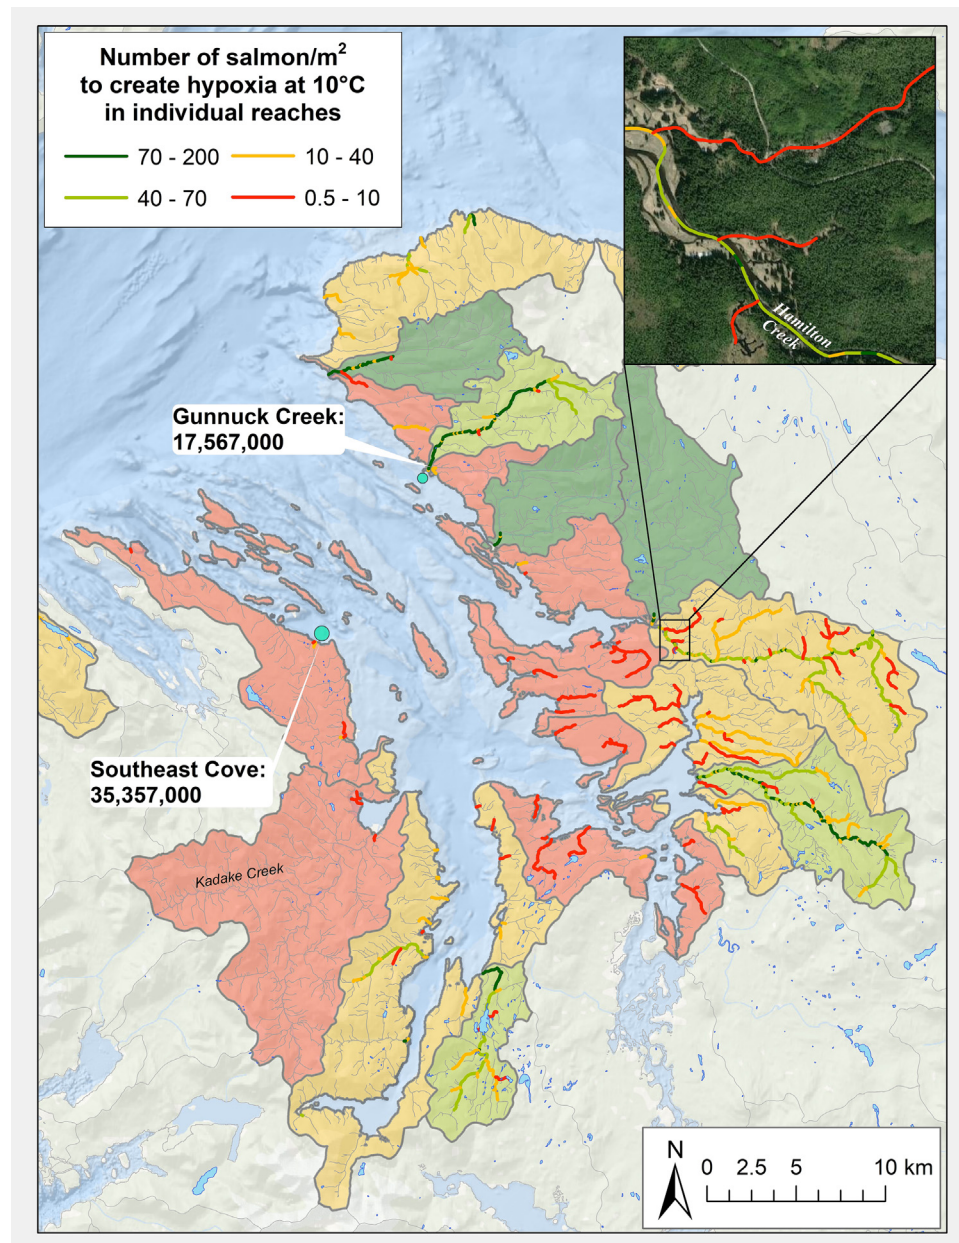 Number of salmon/m2
to create hypoxia at 10°C
in individual reaches
70 - 200
10 - 40
40 - 70
0.5 - 10
Hamilton
Creek
Gunnuck Creek:
17,567,000
Southeast Cove:
35,357,000
Kadake Creek
N
0 2.5 5 10 km